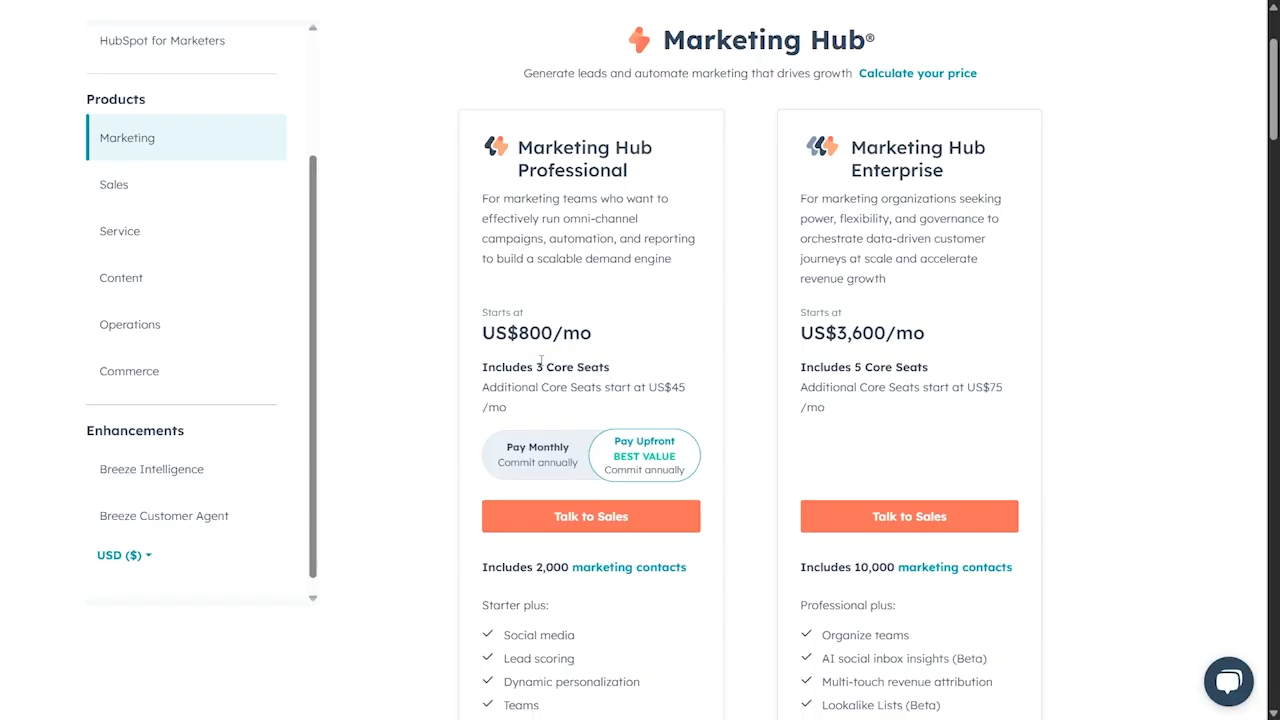 HubSpot for Marketers
Products
Marketing
Sales
Service
Content
Operations
Commerce
Enhancements
Breeze Intelligence
Breeze Customer Agent
USD ($)
Marketing Hub®
Generate leads and automate marketing that drives growth Calculate your price
Marketing Hub
Professional
For marketing teams who want to
effectively run omni-channel
campaigns, automation, and reporting
to build a scalable demand engine
Starts at
US$800/mo
Includes 3 Core Seats
Additional Core Seats start at US$45
/mo
Pay Monthly
Commit annually
Pay Upfront
BEST VALUE
Commit annually
Talk to Sales
Includes 2,000 marketing contacts
Starter plus:
Social media
Lead scoring
Dynamic personalization
Teams
Marketing Hub
Enterprise
For marketing organizations seeking
power, flexibility, and governance to
orchestrate data-driven customer
journeys at scale and accelerate
revenue growth
Starts at
US$3,600/mo
Includes 5 Core Seats
Additional Core Seats start at US$75
/mo
Talk to Sales
Includes 10,000 marketing contacts
Professional plus:
Organize teams
AI social inbox insights (Beta)
Multi-touch revenue attribution
Lookalike Lists (Beta)